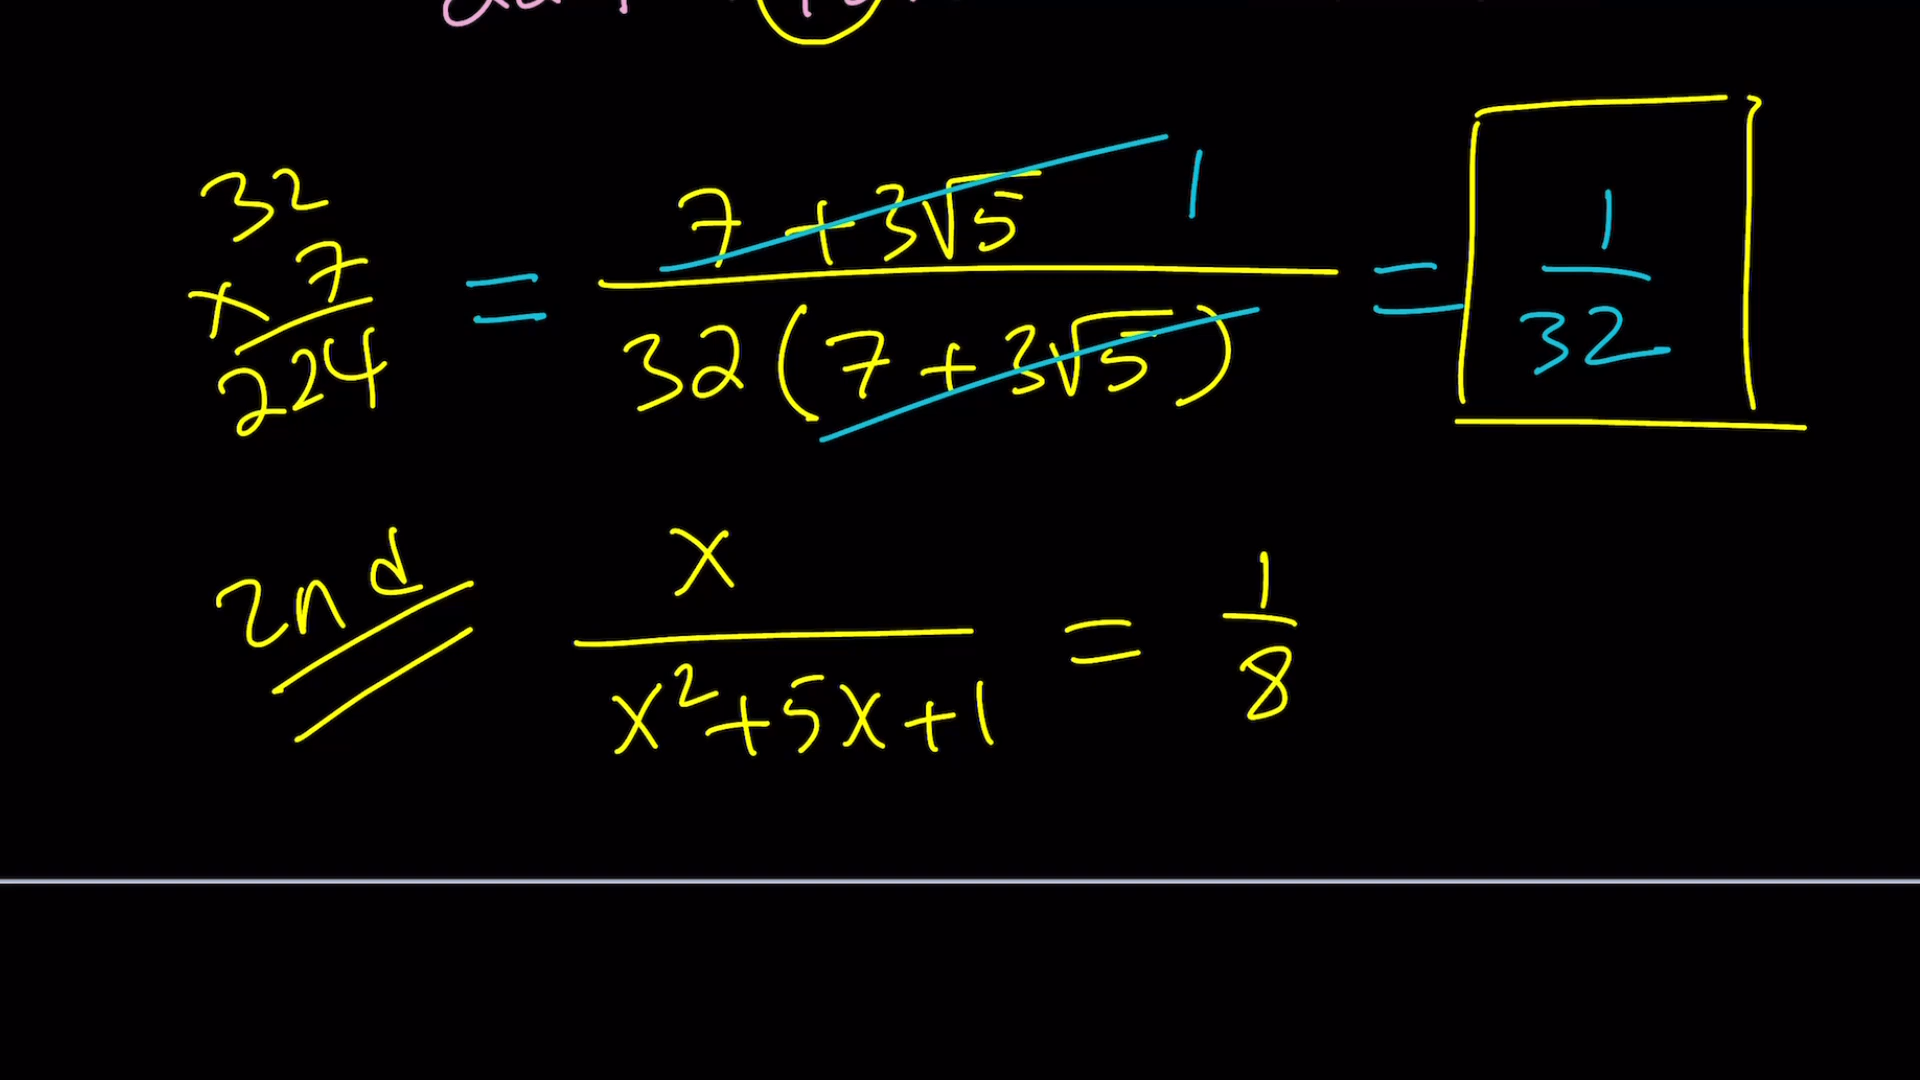 32
× 7
224
= 7 + 3√5 / 32(7 + 3√5) 1 = 1/32
2nd x / x²+5x+1 = 1/8